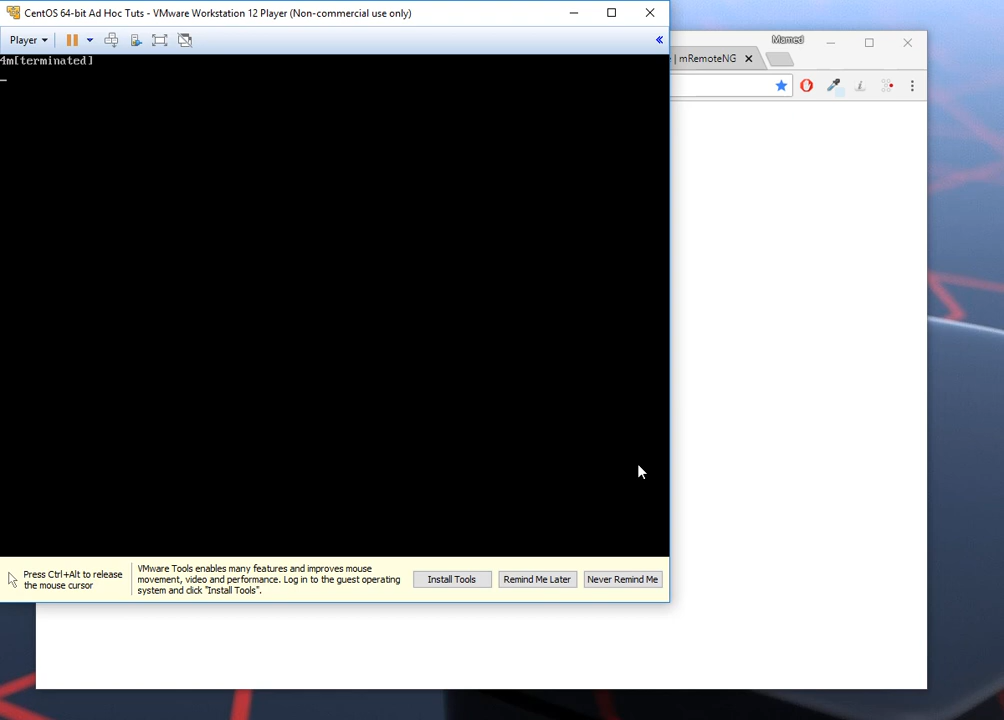 CentOS 64-bit Ad Hoc Tuts - VMware Workstation 12 Player (Non-commercial use only)
Player
Mamed
| mRemoteNG
4m[terminated]
Press Ctrl+Alt to release
the mouse cursor
VMware Tools enables many features and improves mouse
movement, video and performance. Log in to the guest operating
system and click "Install Tools".
Install Tools
Remind Me Later
Never Remind Me